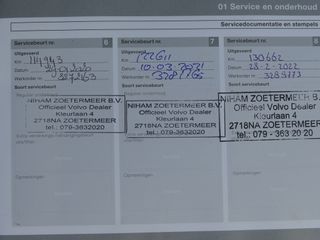 01 Service en onderhoud
Servicedocumentatie en stempels
Servicebeurt nr. 6
Uitgevoerd
Km
Datum
Werkorder nr.
Soort servicebeurt
NIHAM ZOETERMEER B.V.
Officieel Volvo Dealer
Kleurlaan 4
2718NA ZOETERMEER
tel.: 079-3632020
Opmerkingen
Servicebeurt nr. 7
Uitgevoerd
Km
Datum 10-03-2021
Werkorder nr.
Soort servicebeurt
NIHAM ZOETERMEER B.V.
Officieel Volvo Dealer
Kleurlaan 4
2718NA ZOETERMEER
tel.: 079-3632020
Opmerkingen
Servicebeurt nr. 8
Uitgevoerd
Km 130662
Datum 28-2-2022
Werkorder nr.
Soort servicebeurt
NIHAM ZOETERMEER B.V.
Officieel Volvo Dealer
Kleurlaan 4
2718NA ZOETERMEER
tel.: 079 - 363 20 20
Opmerkingen